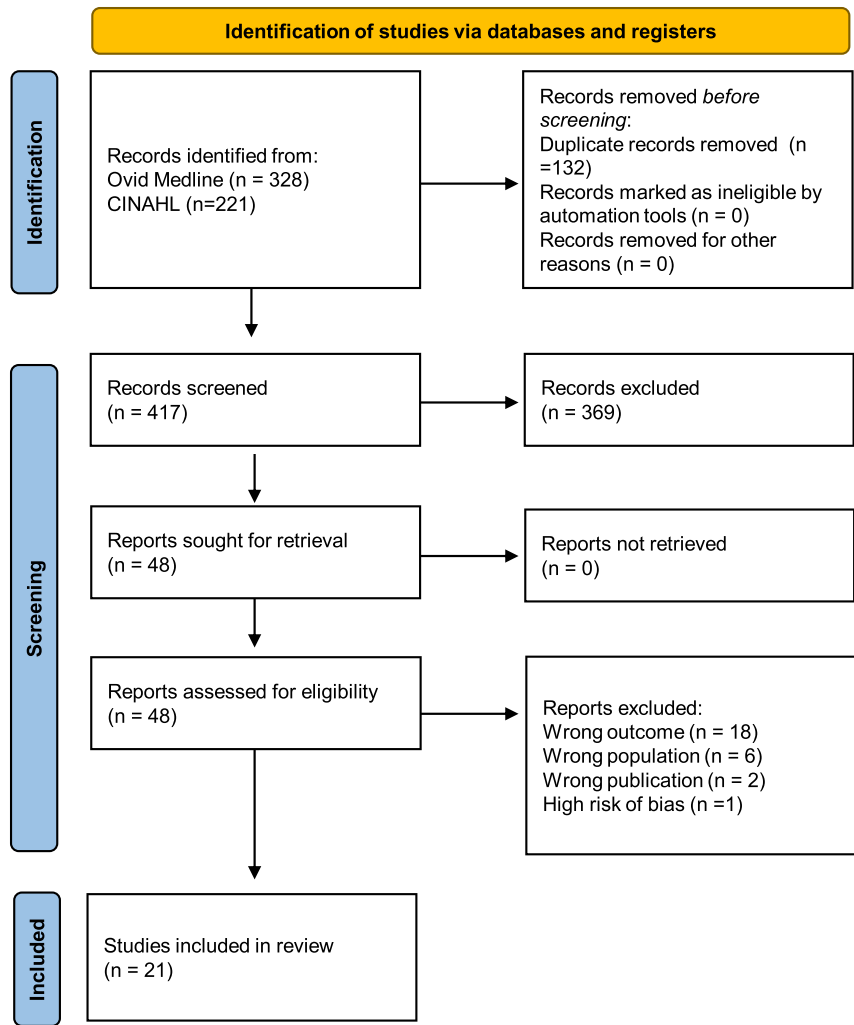 Identification of studies via databases and registers
Identification
Records identified from:
Ovid Medline (n = 328)
CINAHL (n=221)
Records removed before
screening:
Duplicate records removed (n
=132)
Records marked as ineligible by
automation tools (n = 0)
Records removed for other
reasons (n = 0)
Screening
Records screened
(n = 417)
Records excluded
(n = 369)
Reports sought for retrieval
(n = 48)
Reports not retrieved
(n = 0)
Reports assessed for eligibility
(n = 48)
Reports excluded:
Wrong outcome (n = 18)
Wrong population (n = 6)
Wrong publication (n = 2)
High risk of bias (n =1)
Included
Studies included in review
(n = 21)